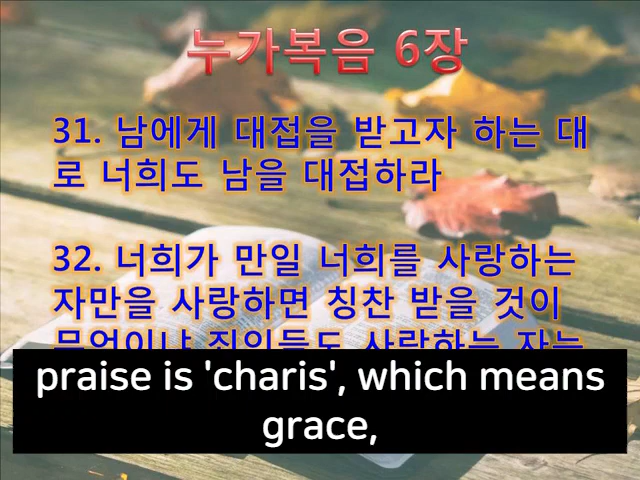 누가복음 6장
31. 남에게 대접을 받고자 하는 대
로 너희도 남을 대접하라
32. 너희가 만일 너희를 사랑하는
자만을 사랑하면 칭찬 받을 것이
무엇이냐 죄인들도 사랑하는 자는
praise is 'charis', which means
grace,